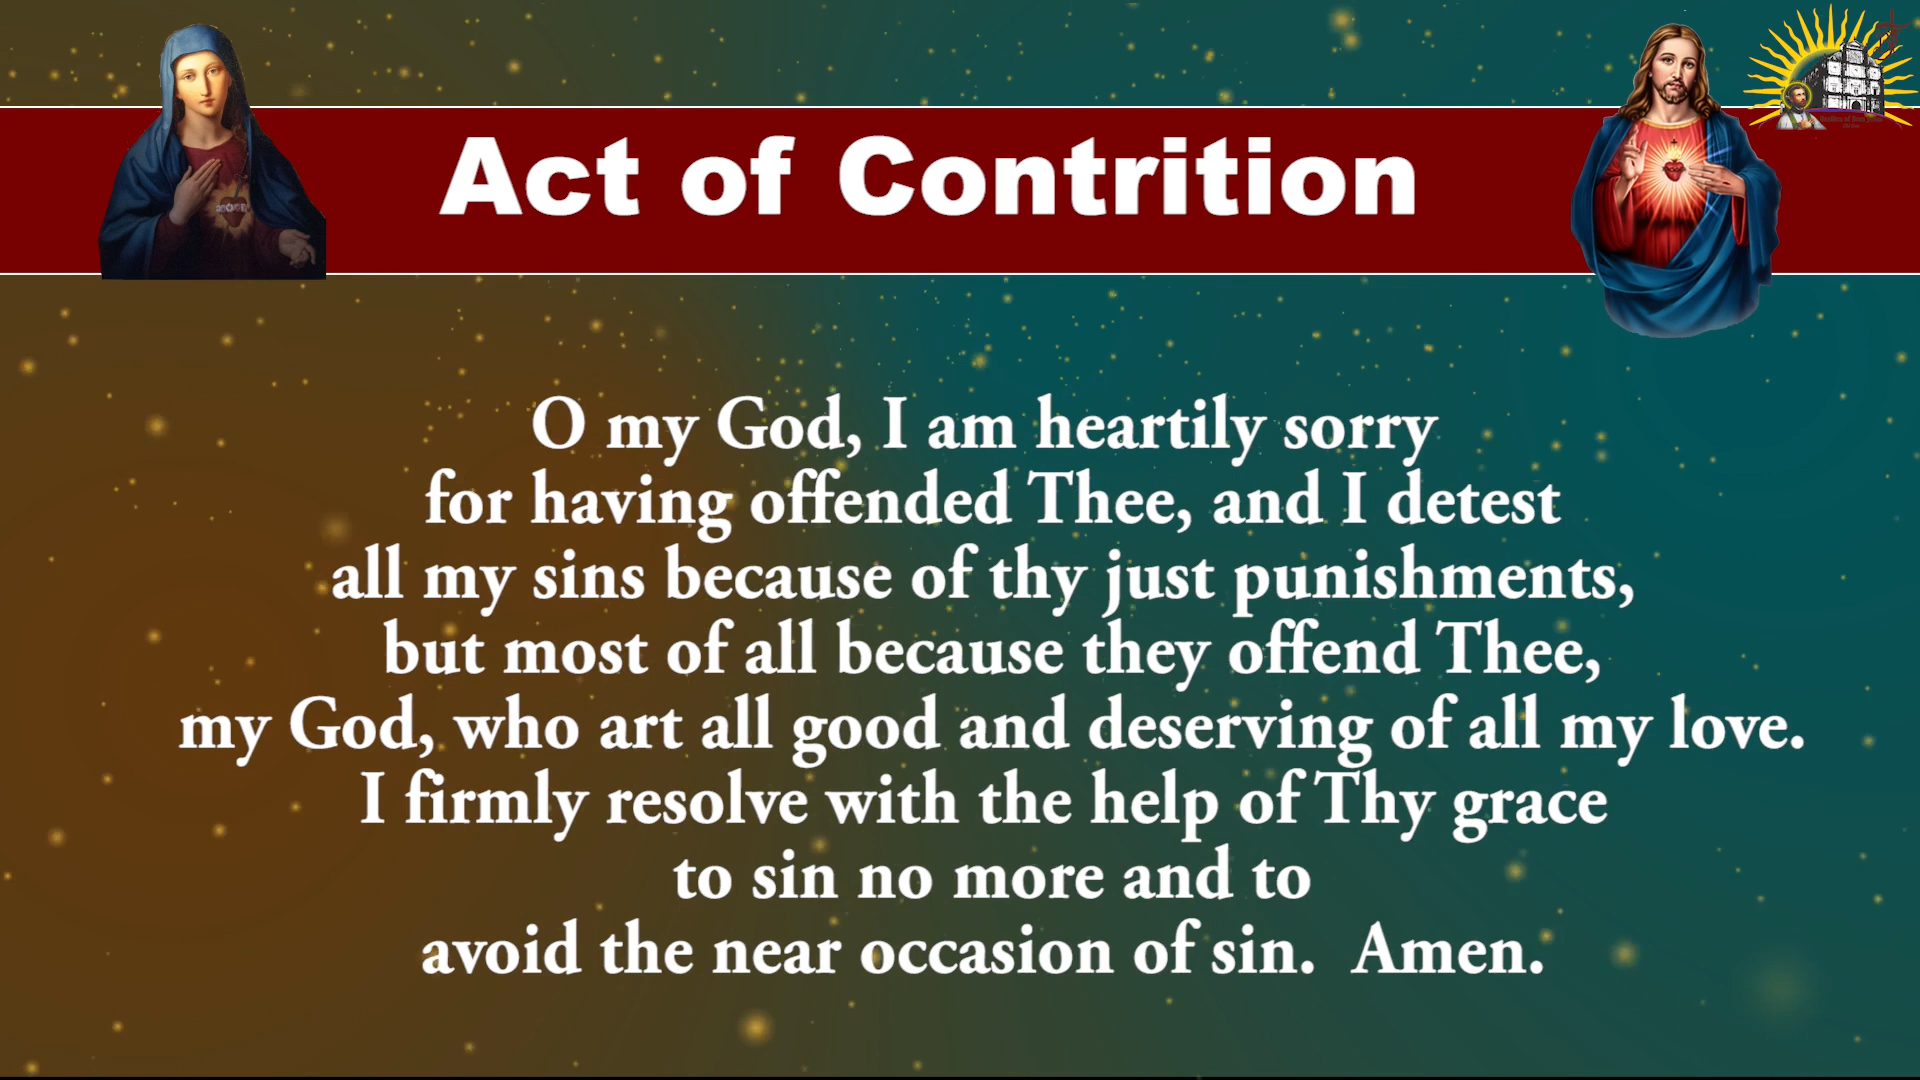 Act of Contrition
O my God, I am heartily sorry
for having offended Thee, and I detest
all my sins because of thy just punishments,
but most of all because they offend Thee,
my God, who art all good and deserving of all my love.
I firmly resolve with the help of Thy grace
to sin no more and to
avoid the near occasion of sin.  Amen.